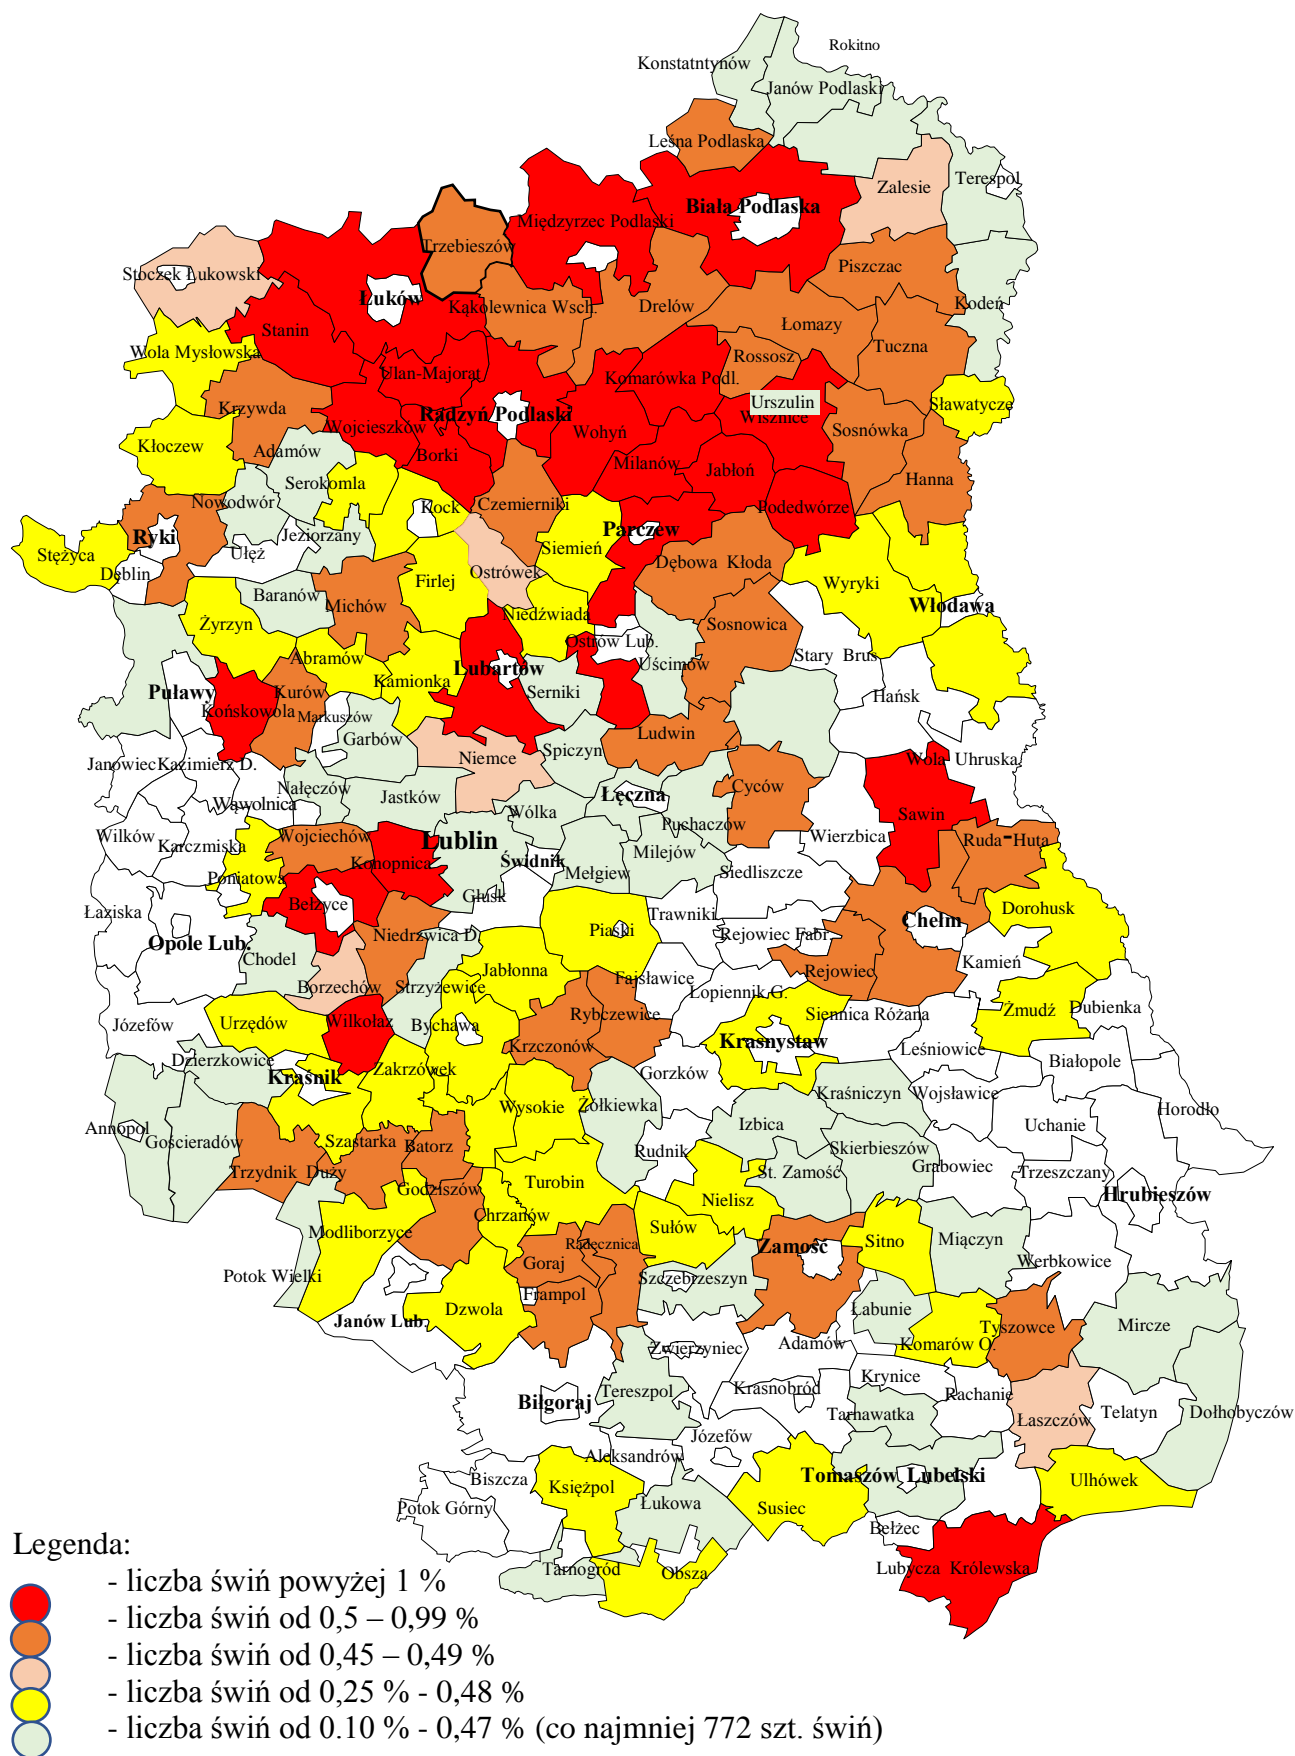 Rokitno
Konstatntynów
Janów Podlaski
Leśna Podlaska
Zalesie
Terespol
Biała Podlaska
Międzyrzec Podlaski
Trzebieszów
Stoczek Łukowski
Piszczac
Łuków
Kąkolewnica Wsch.
Drelów
Kodeń
Stanin
Łomazy
Wola Mysłowska
Rossosz
Tuczna
Ulan-Majorat
Komarówka Podl.
Krzywda
Urszulin
Sławatycze
Radzyń Podlaski
Wisznice
Wojcieszków
Wohyń
Sosnówka
Kłoczew
Adamów
Borki
Milanów
Jabłoń
Hanna
Serokomla
Nowodwór
Kock
Czemierniki
Podedwórze
Ryki
Jeziorzany
Parczew
Stężyca
Ułęż
Siemień
Dęblin
Ostrówek
Dębowa Kłoda
Firlej
Wyryki
Baranów
Michów
Włodawa
Żyrzyn
Niedźwiada
Sosnowica
Ostrów Lub.
Abramów
Lubartów
Uścimów
Stary Brus
Puławy
Kurów
Kamionka
Serniki
Hańsk
Końskowola
Markuszów
Garbów
Ludwin
Niemce
Spiczyn
Wola Uhruska
Janowiec
Kazimierz D.
Nałęczów
Jastków
Łęczna
Cyców
Wąwolnica
Wólka
Sawin
Puchaczów
Wilków
Karczmiska
Wojciechów
Lublin
Wierzbica
Ruda-Huta
Konopnica
Świdnik
Milejów
Mełgiew
Siedliszcze
Poniatowa
Bełżyce
Głusk
Łaziska
Trawniki
Dorohusk
Opole Lub.
Niedrzwica D.
Piaski
Rejowiec Fabr.
Chełm
Chodel
Jabłonna
Kamień
Borzechów
Strzyżewice
Fajsławice
Rejowiec
Łopiennik G.
Józefów
Urzędów
Wilkołaz
Bychawa
Rybczewice
Siennica Różana
Żmudź
Dubienka
Krzczonów
Krasnystaw
Leśniowice
Dzierzkowice
Kraśnik
Zakrzówek
Gorzków
Białopole
Kraśniczyn
Wojsławice
Wysokie
Żółkiewka
Horodło
Annopol
Gościeradów
Izbica
Uchanie
Szastarka
Batorz
Rudnik
Skierbieszów
Trzydnik Duży
St. Zamość
Grabowiec
Trzeszczany
Godziszów
Turobin
Nielisz
Hrubieszów
Chrzanów
Modliborzyce
Sułów
Radecznica
Zamość
Sitno
Miączyn
Potok Wielki
Goraj
Szczebrzeszyn
Werbkowice
Frampol
Dzwola
Łabunie
Janów Lub.
Tyszowce
Mircze
Zwierzyniec
Adamów
Komarów O.
Krynice
Biłgoraj
Tereszpol
Krasnobród
Rachanie
Tarnawatka
Łaszczów
Telatyn
Dołhobyczów
Józefów
Aleksandrów
Biszcza
Tomaszów Lubelski
Księżpol
Ulhówek
Potok Górny
Łukowa
Susiec
Bełżec
Tarnogród
Obsza
Lubycza Królewska
Legenda:
- liczba świń powyżej 1 %
- liczba świń od 0,5 – 0,99 %
- liczba świń od 0,45 – 0,49 %
- liczba świń od 0,25 % - 0,48 %
- liczba świń od 0.10 % - 0,47 % (co najmniej 772 szt. świń)